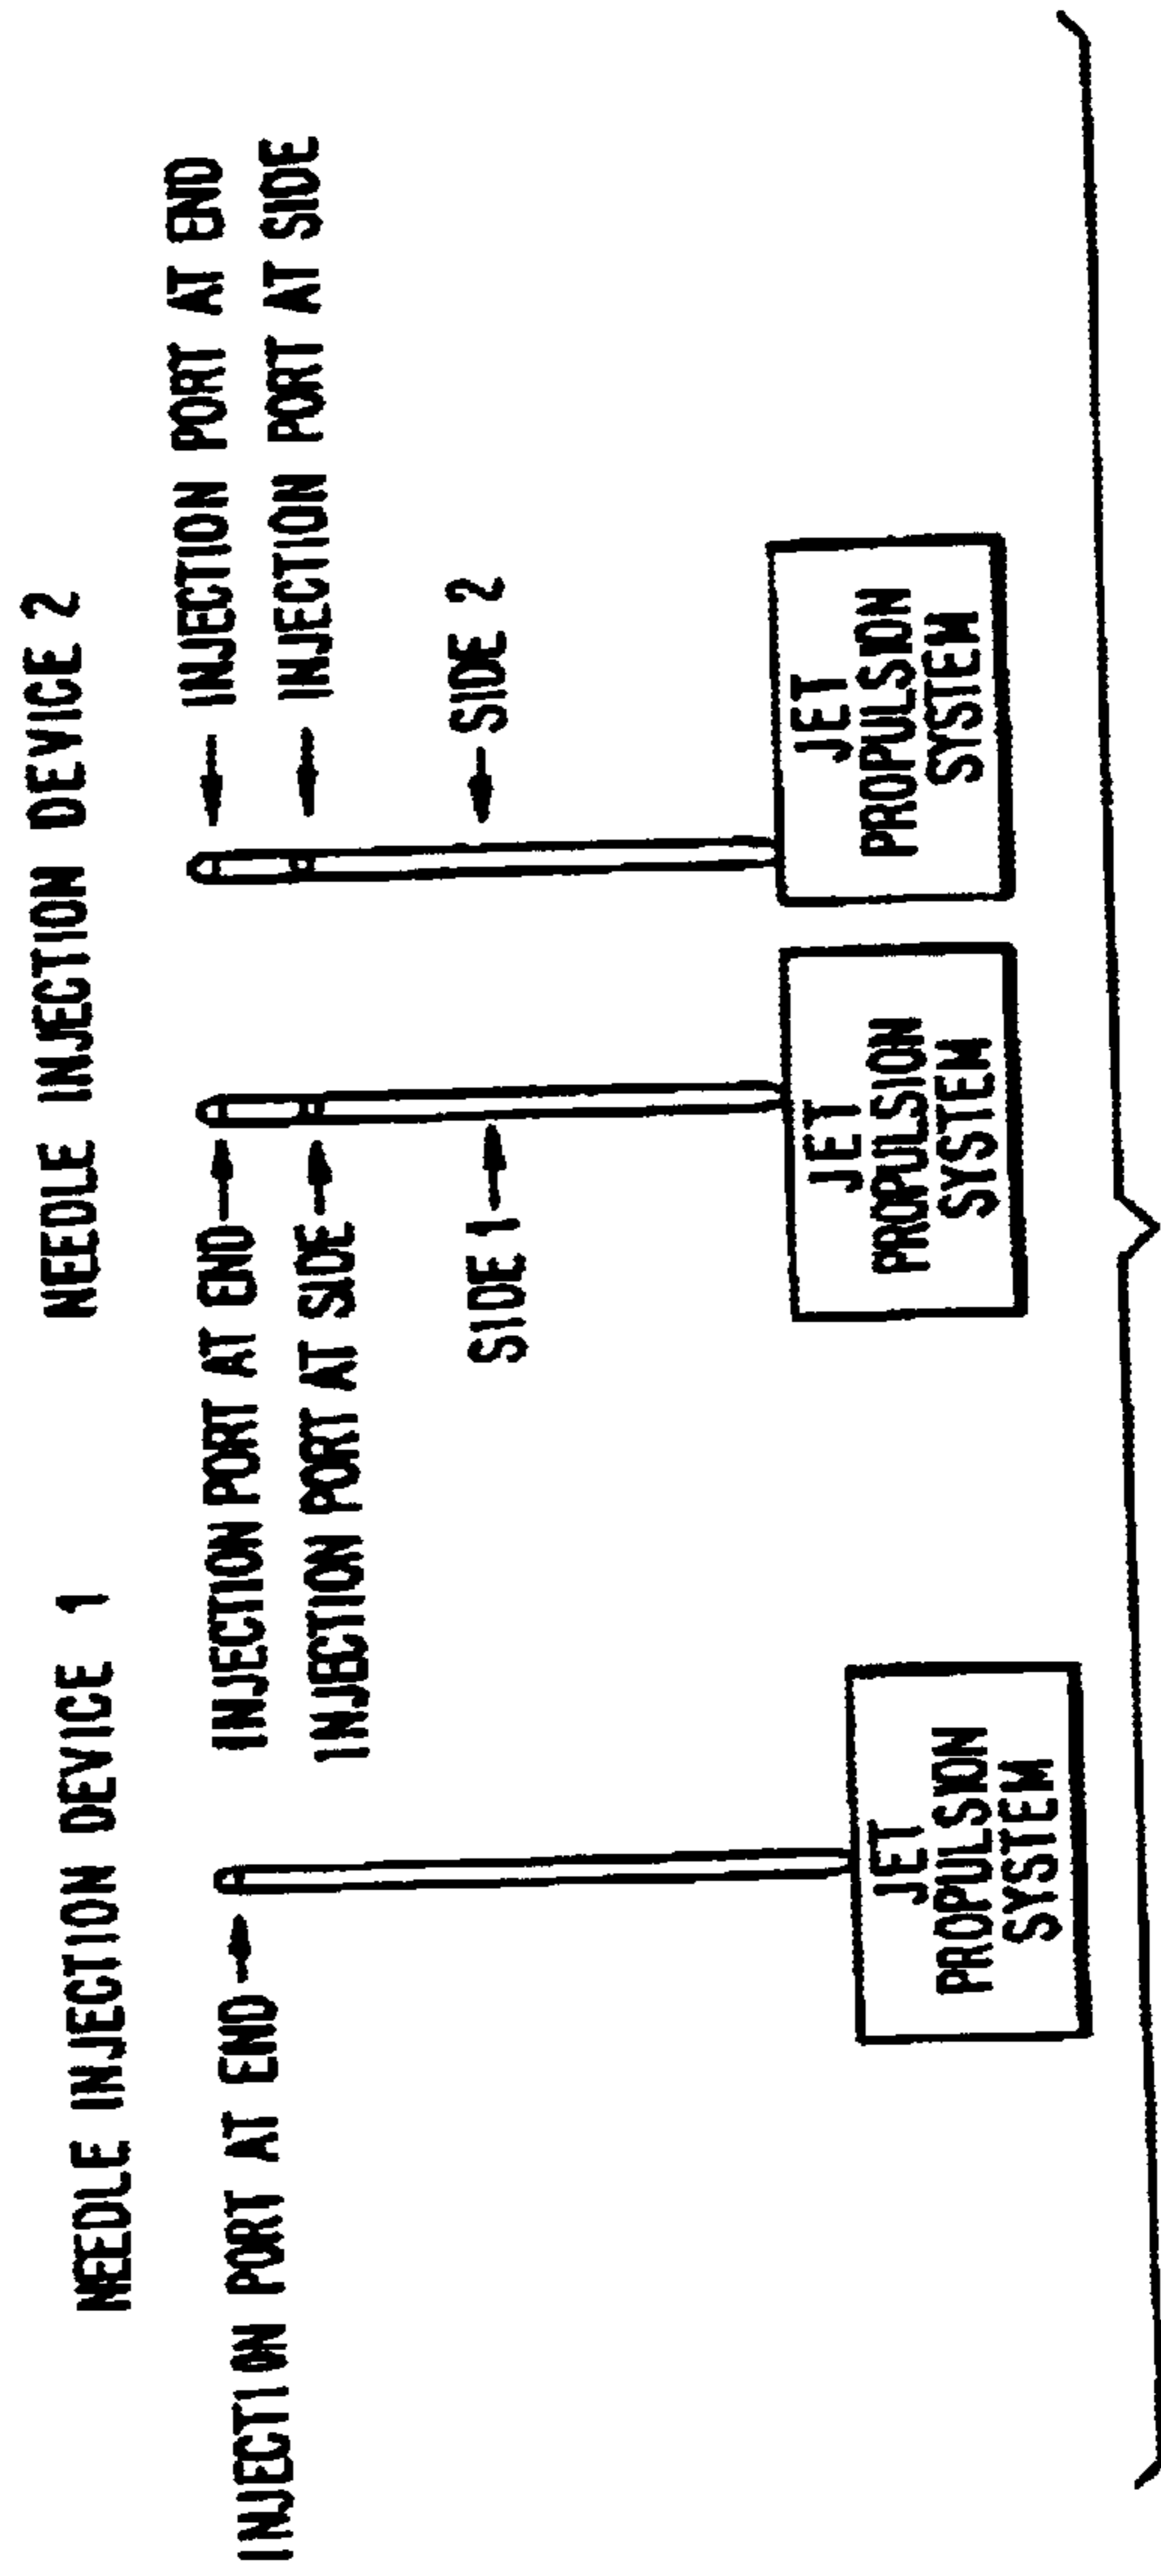 NEEDLE INJECTION DEVICE 1
INJECTION PORT AT END
JET
PROPULSION
SYSTEM
NEEDLE INJECTION DEVICE 2
INJECTION PORT AT END
INJECTION PORT AT SIDE
SIDE 1
JET
PROPULSION
SYSTEM
INJECTION PORT AT END
INJECTION PORT AT SIDE
SIDE 2
JET
PROPULSION
SYSTEM